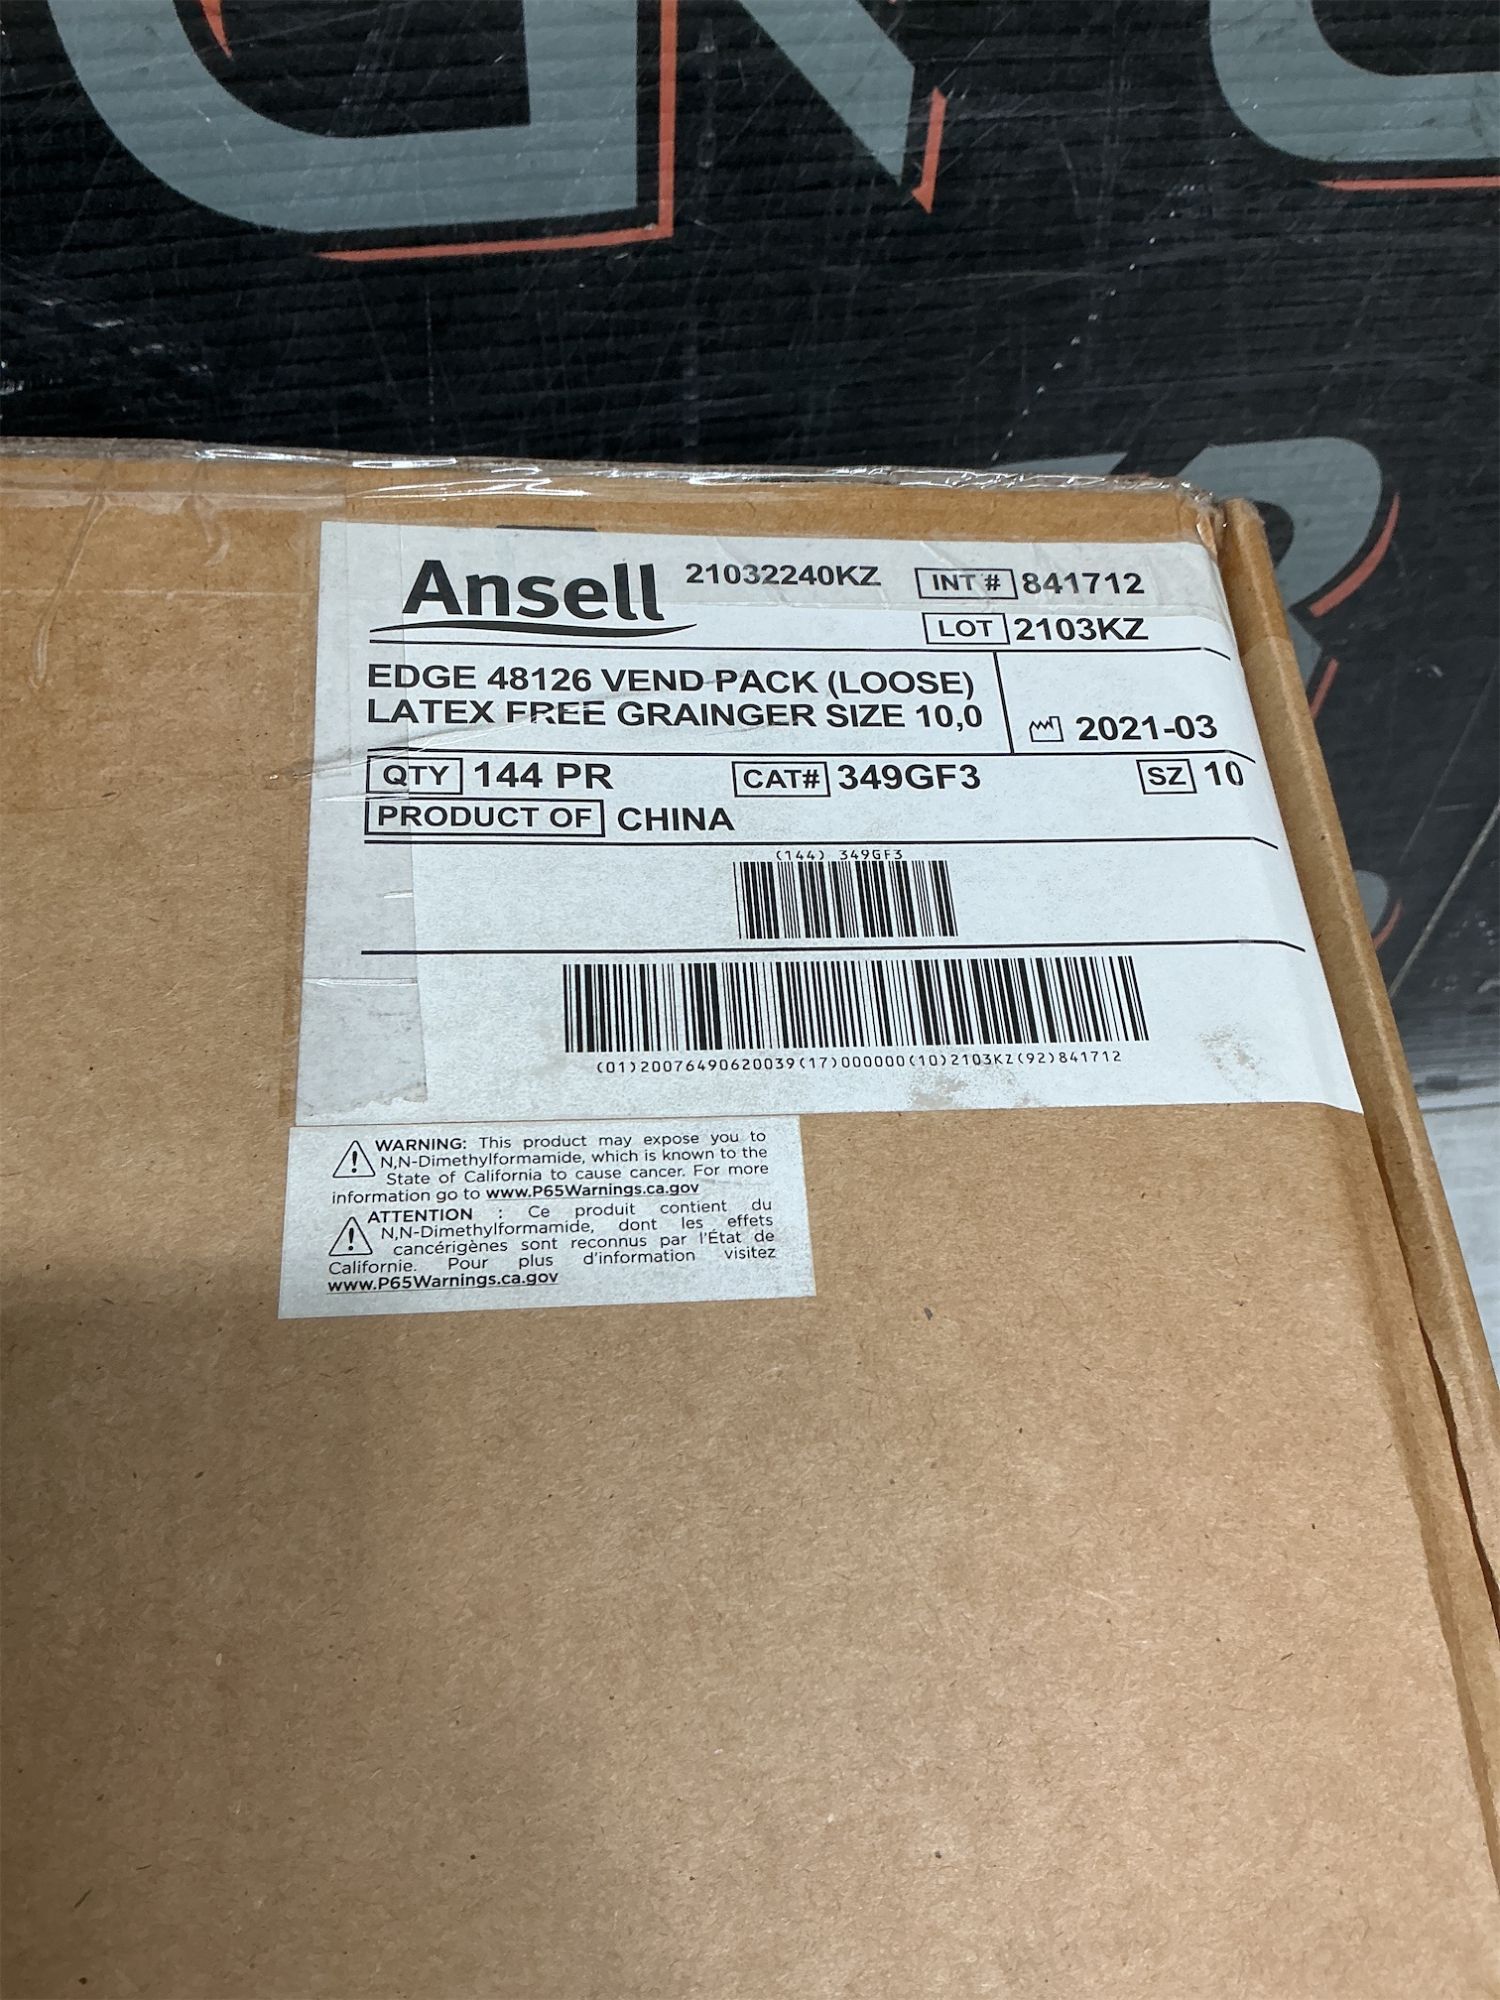 Ansell 21032240KZ INT # 841712
LOT 2103KZ
EDGE 48126 VEND PACK (LOOSE)
LATEX FREE GRAINGER SIZE 10,0
2021-03
QTY 144 PR CAT# 349GF3 SZ 10
PRODUCT OF CHINA
(144) 349GF3
(01)20076490620039(17)000000(10)2103KZ(92)841712
WARNING: This product may expose you to
N,N-Dimethylformamide, which is known to the
State of California to cause cancer. For more
information go to www.P65Warnings.ca.gov
ATTENTION : Ce produit contient du
N,N-Dimethylformamide, dont les effets
cancérigènes sont reconnus par l'État de
Californie. Pour plus d'information visitez
www.P65Warnings.ca.gov